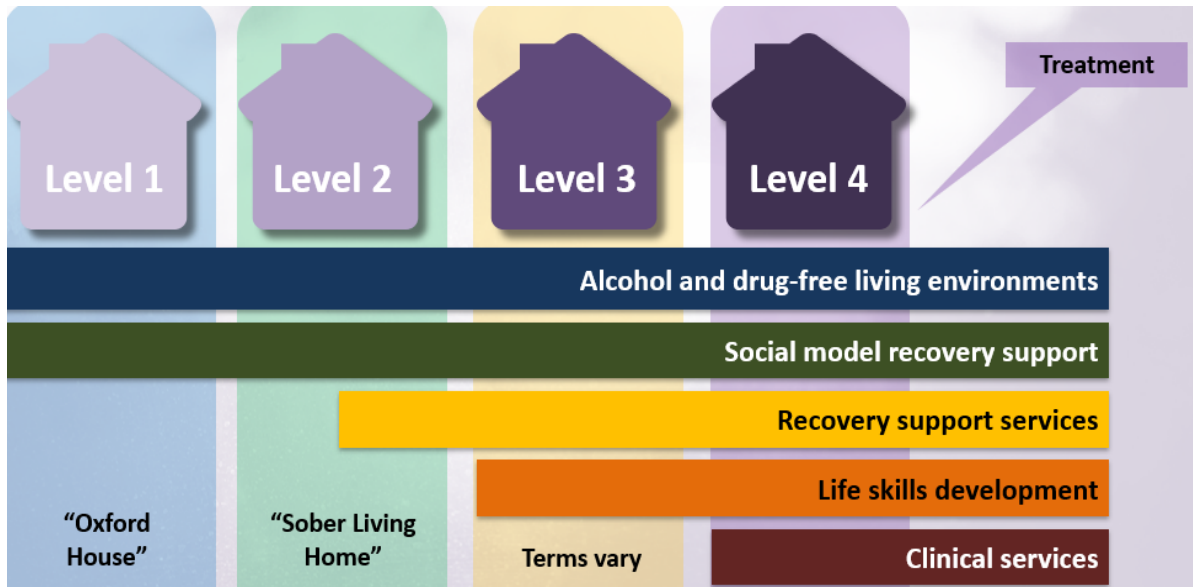 Treatment
Level 1
Level 2
Level 3
Level 4
Alcohol and drug-free living environments
Social model recovery support
Recovery support services
Life skills development
“Oxford
House”
“Sober Living
Home”
Terms vary
Clinical services